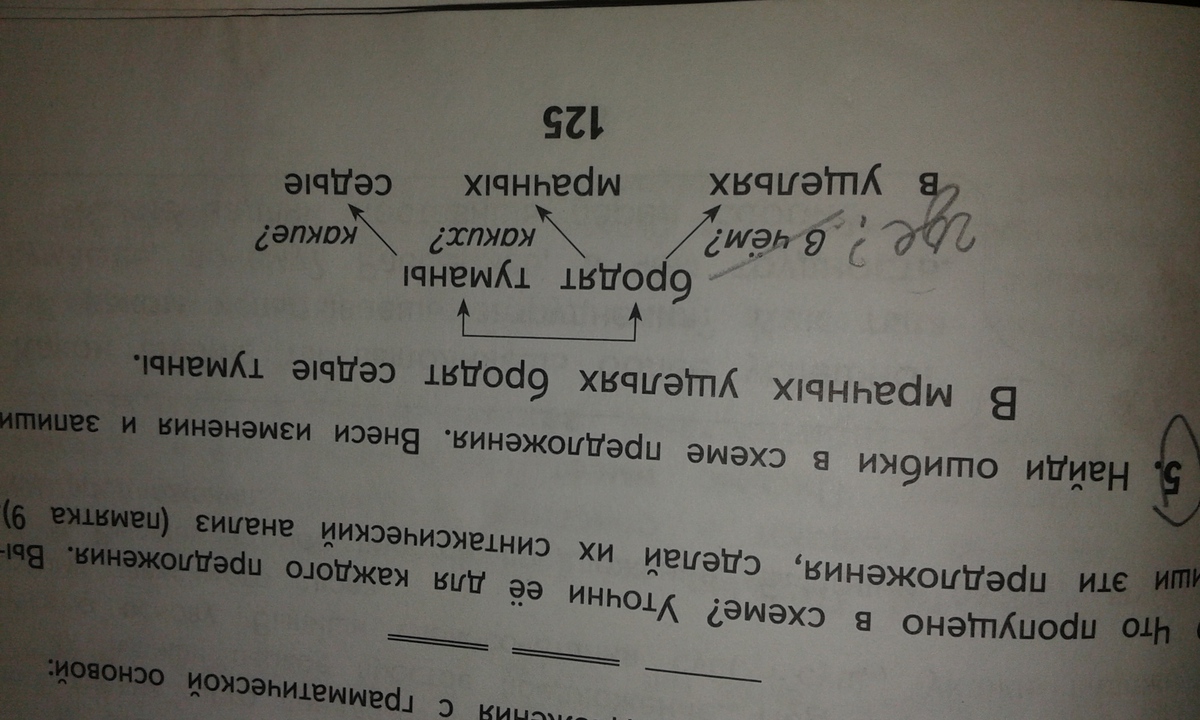 с грамматической основой:
Что пропущено в схеме? Уточни её для каждого предложения. Вы-
эти предложения, сделай их синтаксический анализ (памятка 9)
5. Найди ошибки в схеме предложения. Внеси изменения и запиши
В мрачных ущельях бродят седые туманы.
бродят туманы
где? в чём? каких? какие?
в ущельях мрачных седые
125